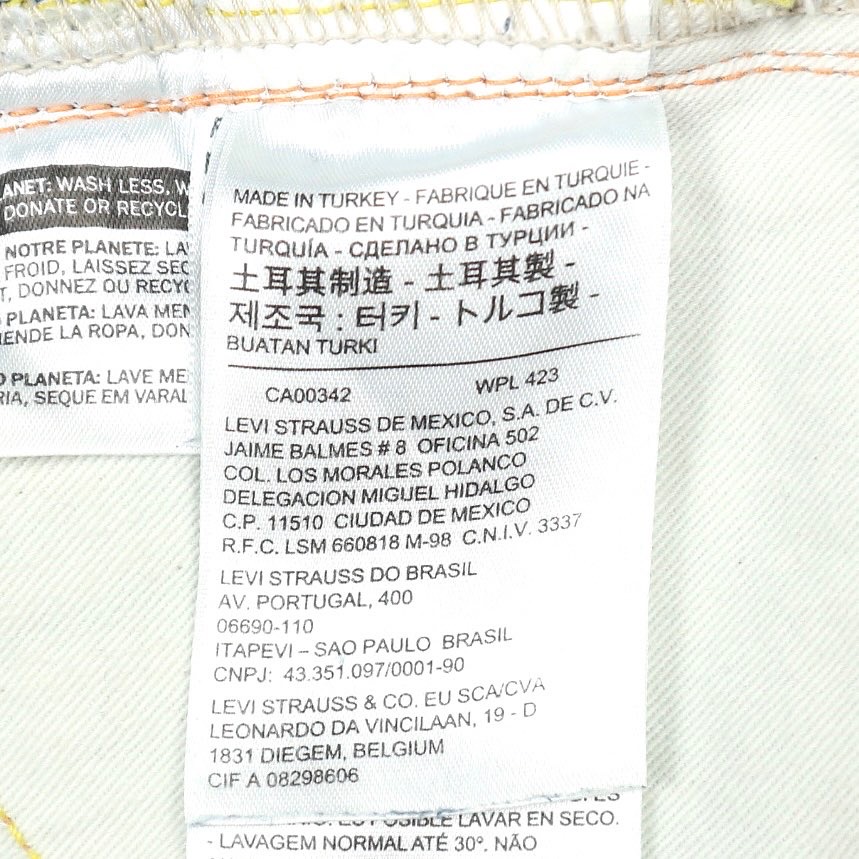 ANET: WASH LESS, W
DONATE OR RECYCL
NOTRE PLANETE: LA
FROID, LAISSEZ SEC
T, DONNEZ OU RECY
PLANETA: LAVA MEN
IENDE LA ROPA, DON
O PLANETA: LAVE ME
RIA, SEQUE EM VARAL
MADE IN TURKEY - FABRIQUE EN TURQUIE -
FABRICADO EN TURQUIA - FABRICADO NA
TURQUÍA - СДЕЛАНО В ТУРЦИИ -
土耳其制造 - 土耳其製 -
제조국 : 터키 - トルコ製 -
BUATAN TURKI
CA00342 WPL 423
LEVI STRAUSS DE MEXICO, S.A. DE C.V.
JAIME BALMES # 8 OFICINA 502
COL. LOS MORALES POLANCO
DELEGACION MIGUEL HIDALGO
C.P. 11510 CIUDAD DE MEXICO
R.F.C. LSM 660818 M-98 C.N.I.V. 3337
LEVI STRAUSS DO BRASIL
AV. PORTUGAL, 400
06690-110
ITAPEVI – SAO PAULO BRASIL
CNPJ: 43.351.097/0001-90
LEVI STRAUSS & CO. EU SCA/CVA
LEONARDO DA VINCILAAN, 19 - D
1831 DIEGEM, BELGIUM
CIF A 08298606
LAVAR EN SECO.
- LAVAGEM NORMAL ATÉ 30º. NÃO